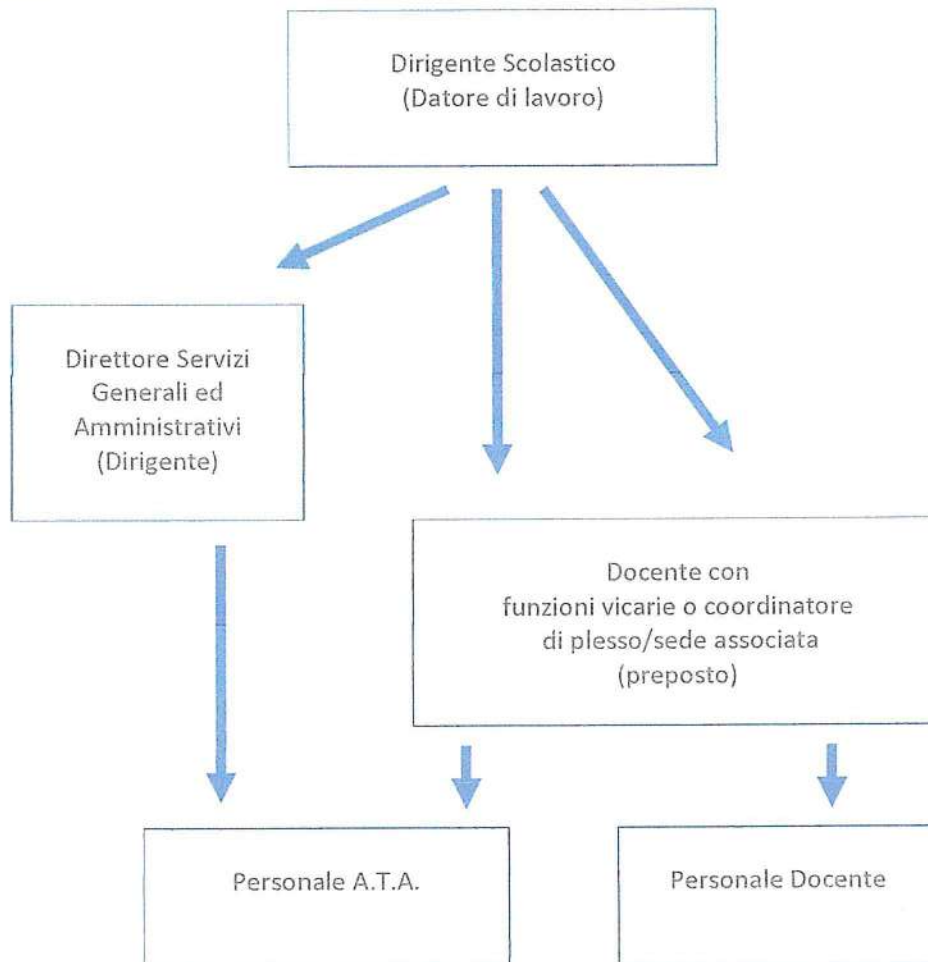 Dirigente Scolastico
(Datore di lavoro)
Direttore Servizi
Generali ed
Amministrativi
(Dirigente)
Docente con
funzioni vicarie o coordinatore
di plesso/sede associata
(preposto)
Personale A.T.A.
Personale Docente